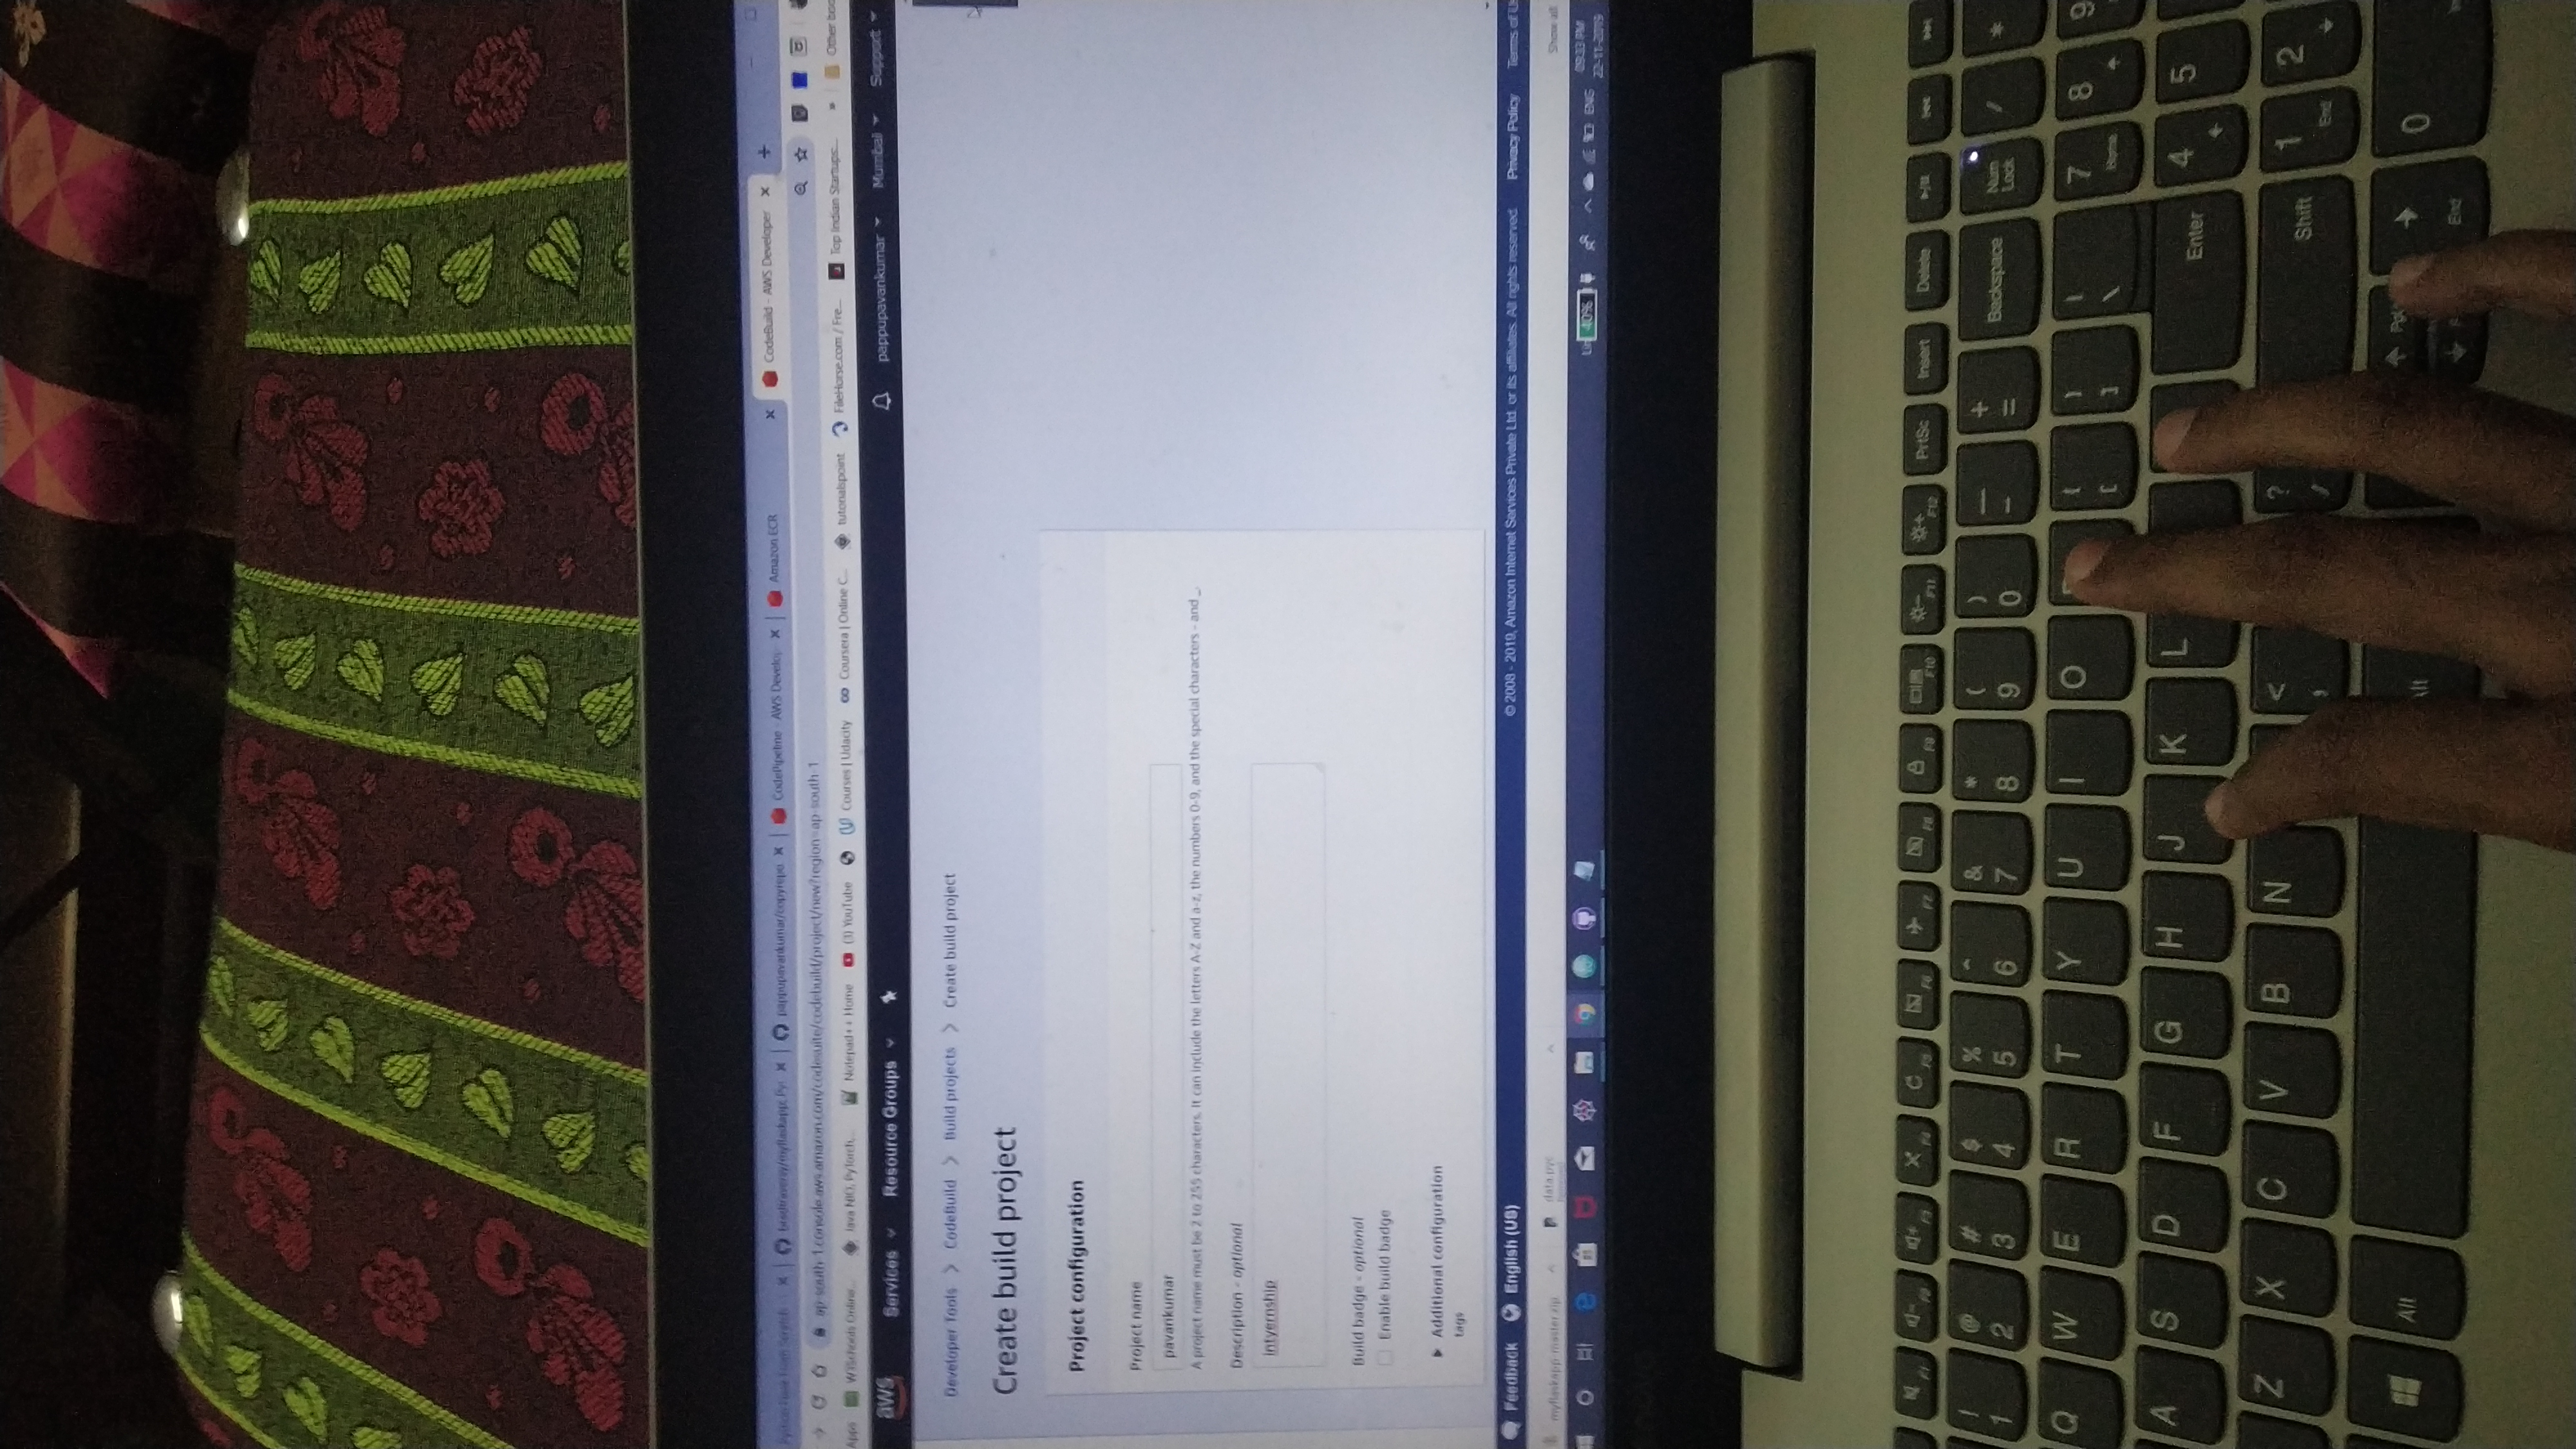 bradtraversy/myflaskapp: Py
pappupavankumar/copyrepo
CodePipeline - AWS Develop
Amazon ECR
CodeBuild - AWS Developer
ap-south-1.console.aws.amazon.com/codesuite/codebuild/project/new?region=ap-south-1
Apps W3Schools Online... Java NIO, PyTorch,... Notepad++ Home (3) YouTube Courses | Udacity Coursera | Online C... tutorialspoint FileHorse.com / Fre... Top Indian Startups:... » Other boo
aws Services Resource Groups pappupavankumar Mumbai Support
Developer Tools > CodeBuild > Build projects > Create build project
Create build project
Project configuration
Project name
pavankumar
A project name must be 2 to 255 characters. It can include the letters A-Z and a-z, the numbers 0-9, and the special characters - and _.
Description - optional
intyernship
Build badge - optional
Enable build badge
Additional configuration
tags
Feedback English (US) © 2008 - 2019, Amazon Internet Services Private Ltd. or its affiliates. All rights reserved. Privacy Policy Terms of U
myflaskapp-master.zip data.pyc Show all
40% ENG 09:33 PM
22-11-2019
F1 F2 F3 F4 F5 F6 F7 F8 F9 F10 F11 F12 PrtSc Insert Delete
! @ # $ % ^ & * ( ) — +
1 2 3 4 5 6 7 8 9 0 - = Backspace Num Lock / *
Q W E R T Y U I O { [ } ] | \ 7 Home 8 9
A S D F G H J K L Enter 4 5
Z X C V B N < , ? / Shift 1 End 2
Alt Alt End 0